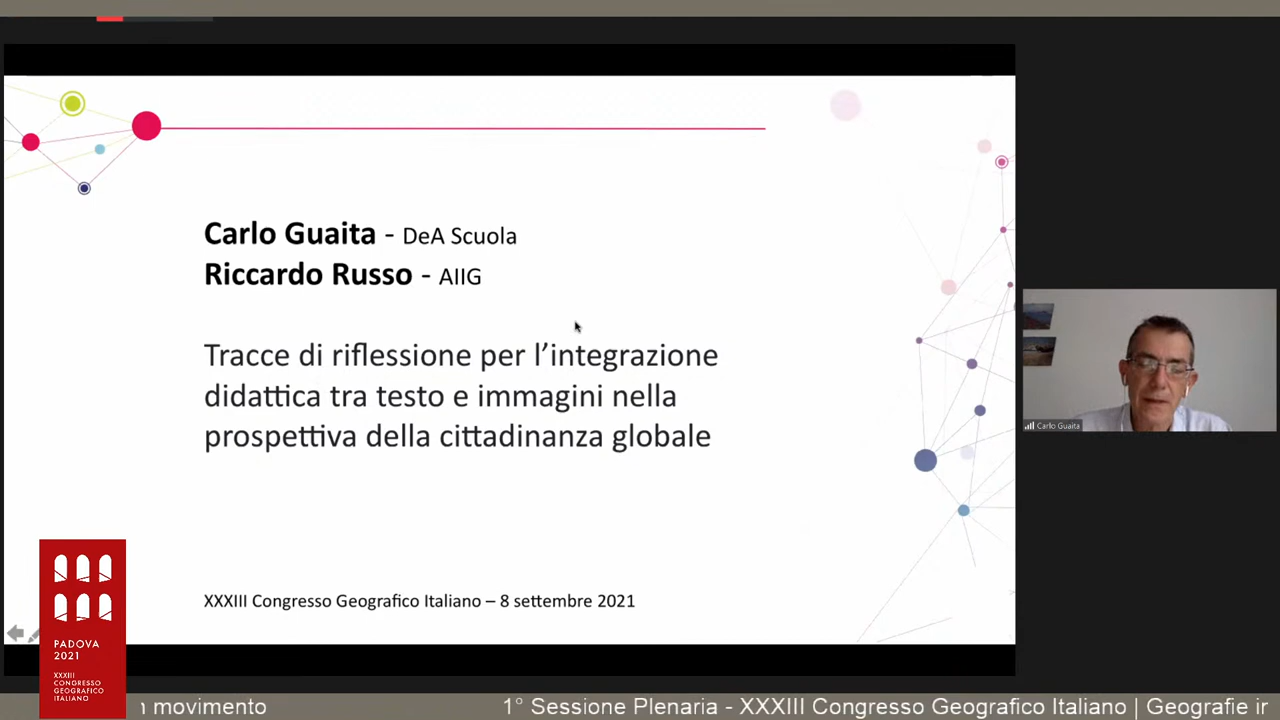 Carlo Guaita - DeA Scuola
Riccardo Russo - AIIG
Tracce di riflessione per l’integrazione
didattica tra testo e immagini nella
prospettiva della cittadinanza globale
XXXIII Congresso Geografico Italiano – 8 settembre 2021
Carlo Guaita
PADOVA
2021
XXXIII
CONGRESSO
GEOGRAFICO
ITALIANO
movimento
1° Sessione Plenaria - XXXIII Congresso Geografico Italiano | Geografie